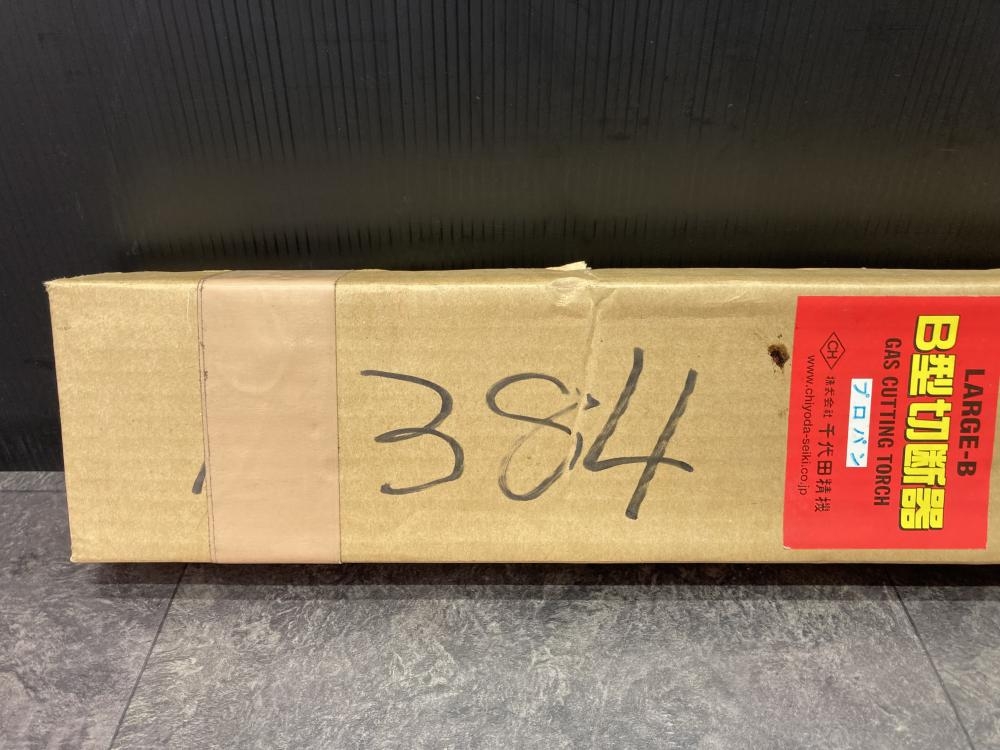 384
LARGE-B
B型切断器
GAS CUTTING TORCH
プロパン
CH 株式会社 千代田精機
www.chiyoda-seiki.co.jp